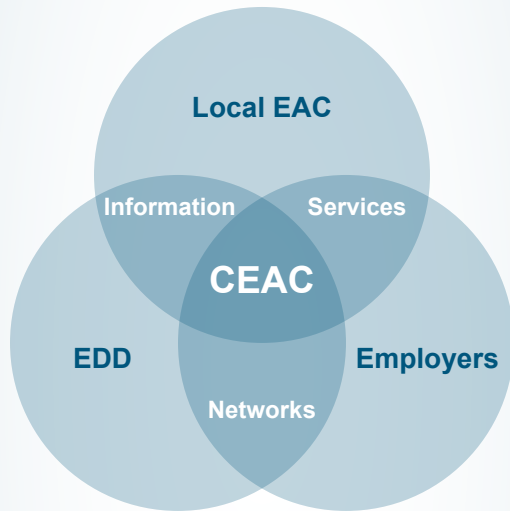 Local EAC
Information
Services
CEAC
EDD
Employers
Networks